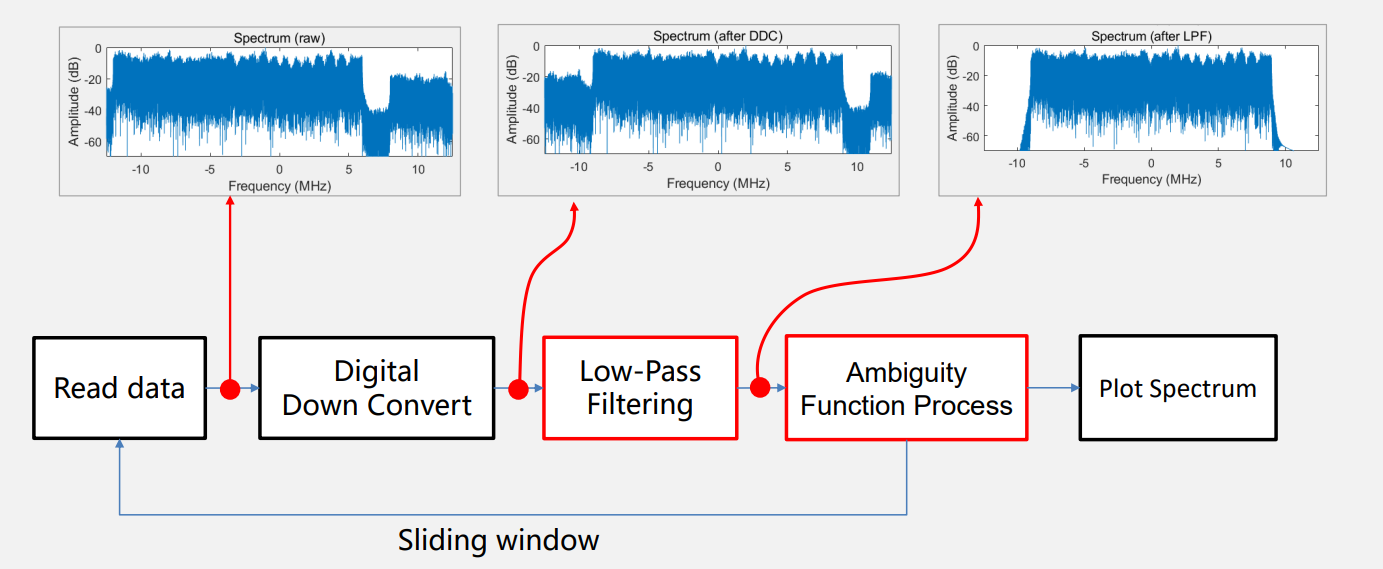 Spectrum (raw)
Amplitude (dB)
0
-20
-40
-60
-10
-5
0
5
10
Frequency (MHz)
Spectrum (after DDC)
Amplitude (dB)
0
-20
-40
-60
-10
-5
0
5
10
Frequency (MHz)
Spectrum (after LPF)
Amplitude (dB)
0
-20
-40
-60
-10
-5
0
5
10
Frequency (MHz)
Read data
Digital
Down Convert
Low-Pass
Filtering
Ambiguity
Function Process
Plot Spectrum
Sliding window